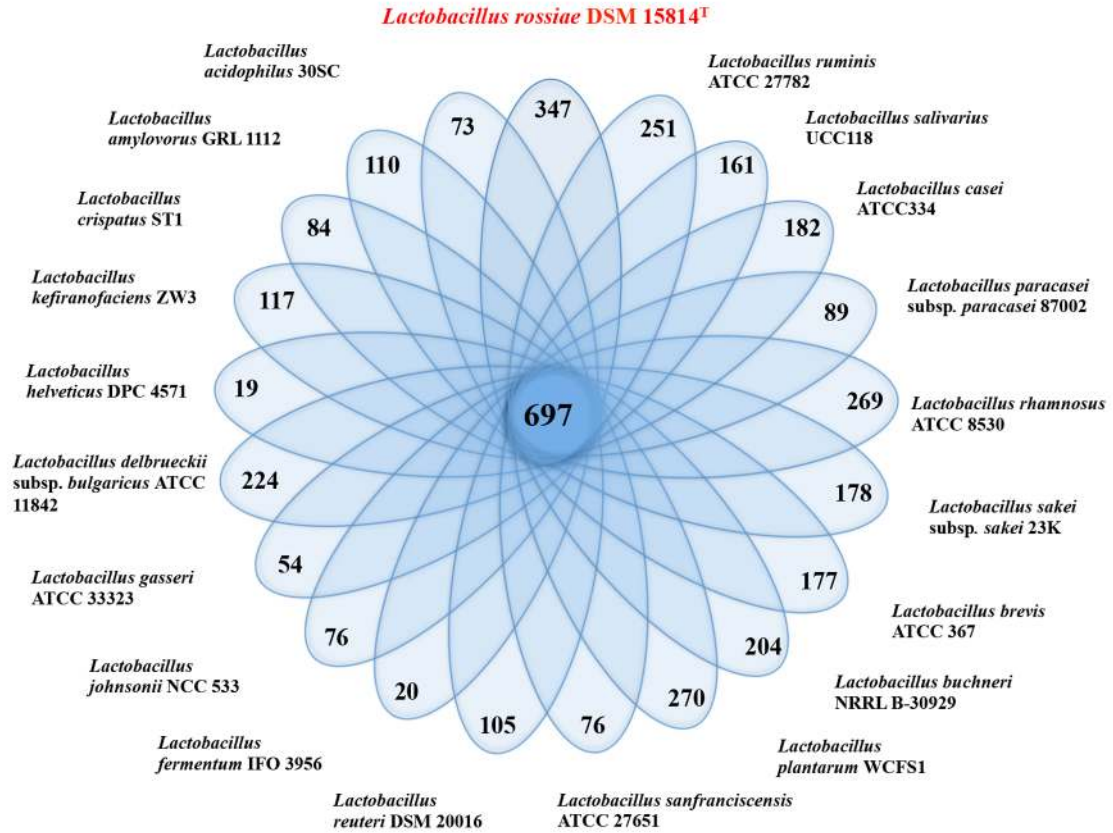 Lactobacillus rossiae DSM 15814ᵀ
Lactobacillus
acidophilus 30SC
Lactobacillus ruminis
ATCC 27782
Lactobacillus salivarius
UCC118
Lactobacillus
amylovorus GRL 1112
Lactobacillus casei
ATCC334
Lactobacillus
crispatus ST1
Lactobacillus
kefiranofaciens ZW3
Lactobacillus paracasei
subsp. paracasei 87002
Lactobacillus
helveticus DPC 4571
Lactobacillus rhamnosus
ATCC 8530
Lactobacillus delbrueckii
subsp. bulgaricus ATCC
11842
Lactobacillus sakei
subsp. sakei 23K
Lactobacillus gasseri
ATCC 33323
Lactobacillus brevis
ATCC 367
Lactobacillus
johnsonii NCC 533
Lactobacillus buchneri
NRRL B-30929
Lactobacillus
fermentum IFO 3956
Lactobacillus
plantarum WCFS1
Lactobacillus
reuteri DSM 20016
Lactobacillus sanfranciscensis
ATCC 27651
347
251
161
182
89
269
178
177
204
270
76
105
20
76
54
224
19
117
84
110
73
697